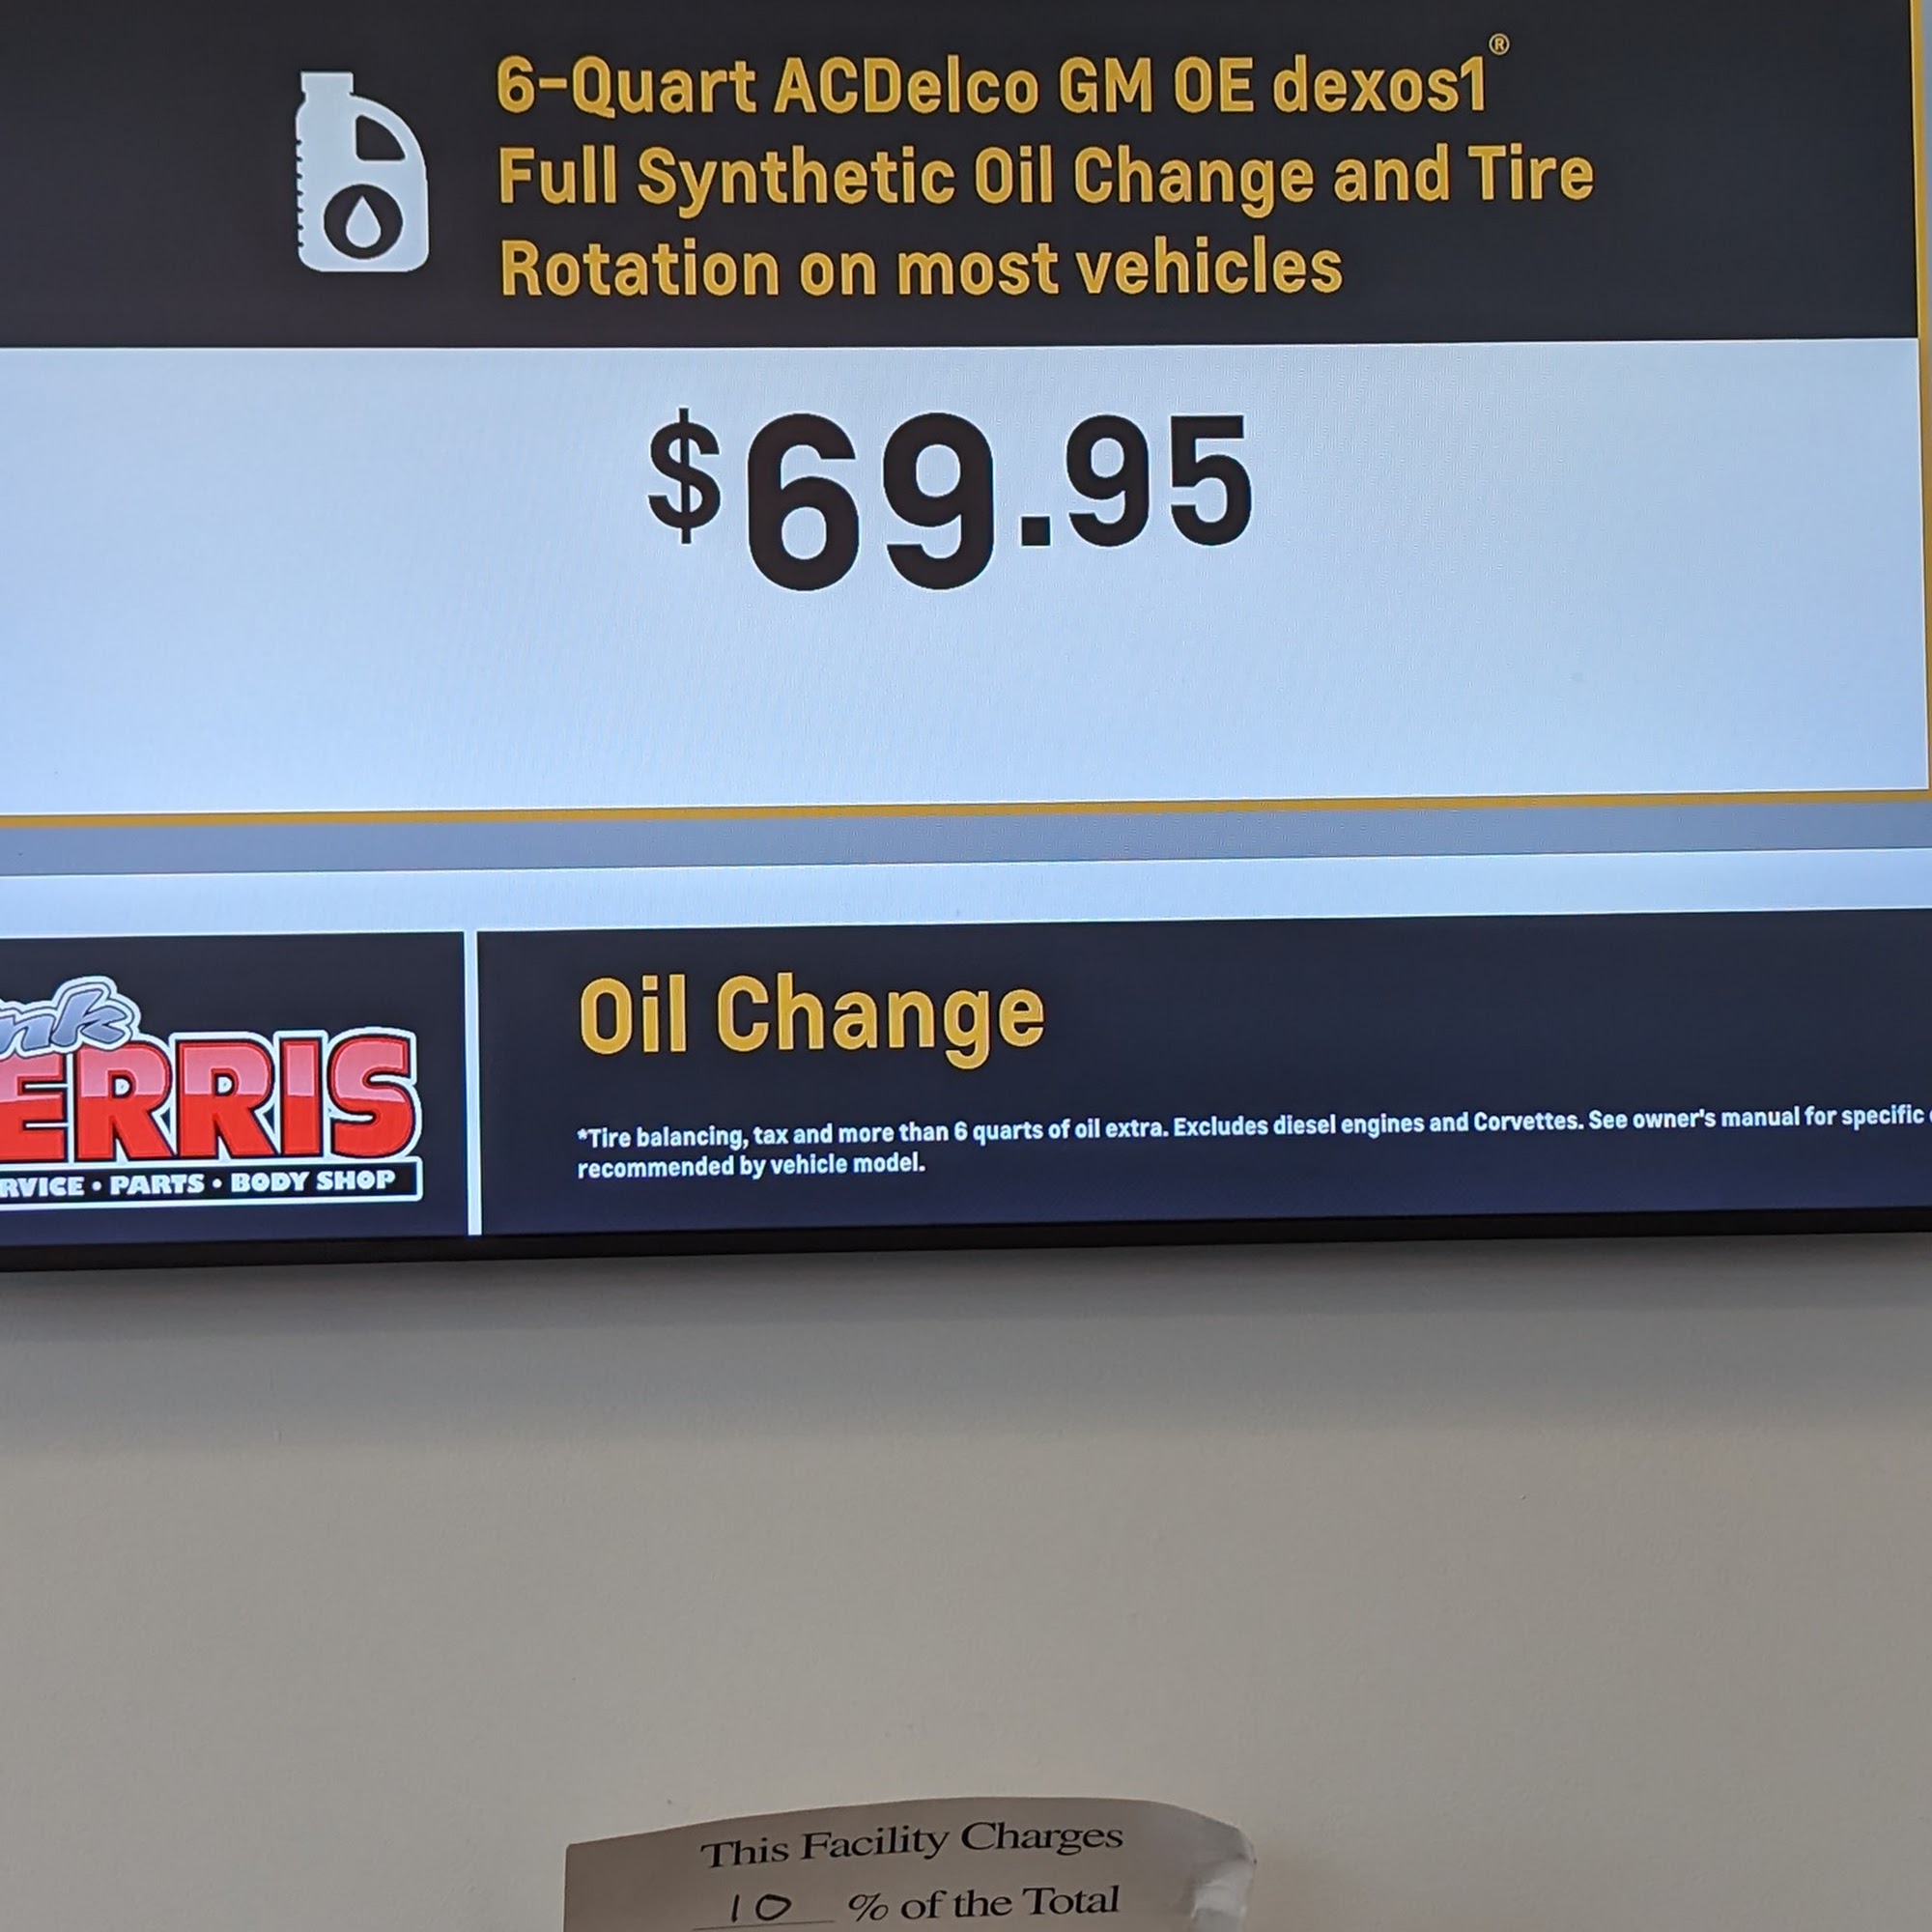 6-Quart ACDelco GM OE dexos1®
Full Synthetic Oil Change and Tire
Rotation on most vehicles
$69.95
Oil Change
*Tire balancing, tax and more than 6 quarts of oil extra. Excludes diesel engines and Corvettes. See owner's manual for specific
recommended by vehicle model.
nk
ERRIS
RVICE • PARTS • BODY SHOP
This Facility Charges
10 % of the Total